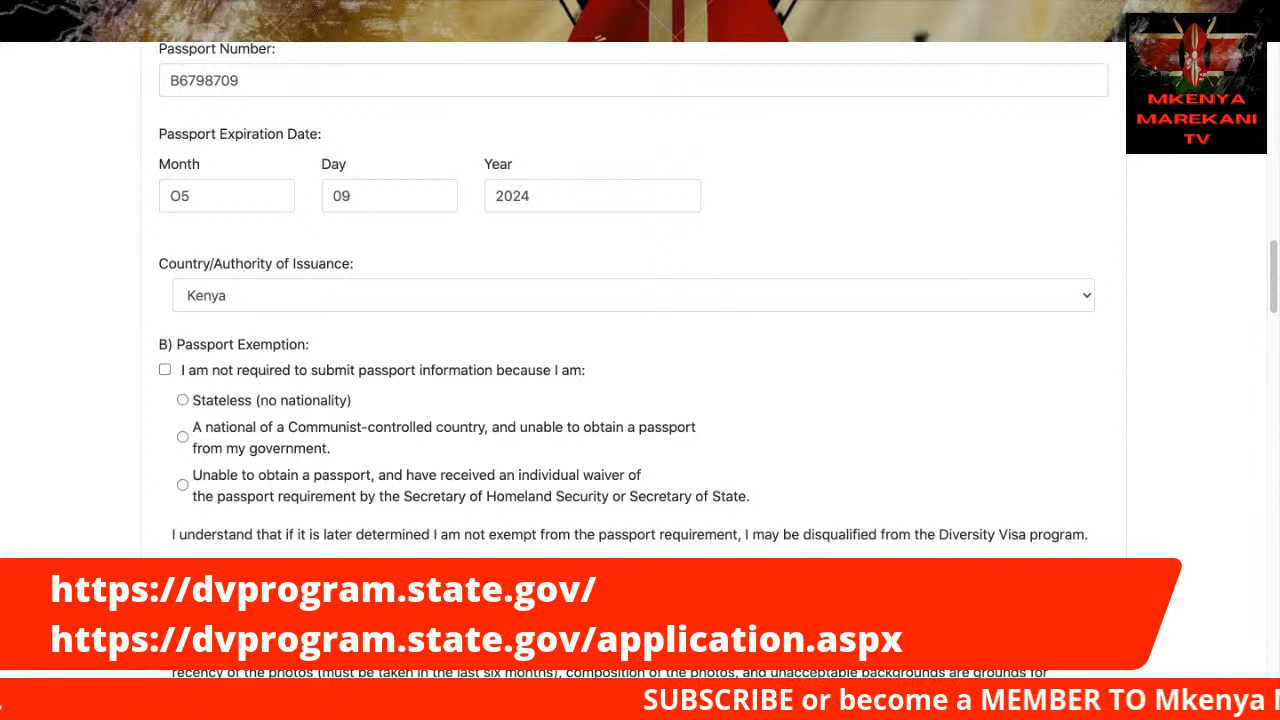 Passport Number:
B6798709
Passport Expiration Date:
Month Day Year
O5 09 2024
Country/Authority of Issuance:
Kenya
B) Passport Exemption:
I am not required to submit passport information because I am:
Stateless (no nationality)
A national of a Communist-controlled country, and unable to obtain a passport
from my government.
Unable to obtain a passport, and have received an individual waiver of
the passport requirement by the Secretary of Homeland Security or Secretary of State.
I understand that if it is later determined I am not exempt from the passport requirement, I may be disqualified from the Diversity Visa program.
https://dvprogram.state.gov/
https://dvprogram.state.gov/application.aspx
recency of the photos (must be taken in the last six months), composition of the photos, and unacceptable backgrounds are grounds for
. SUBSCRIBE or become a MEMBER TO Mkenya
MKENYA
MAREKANI
TV